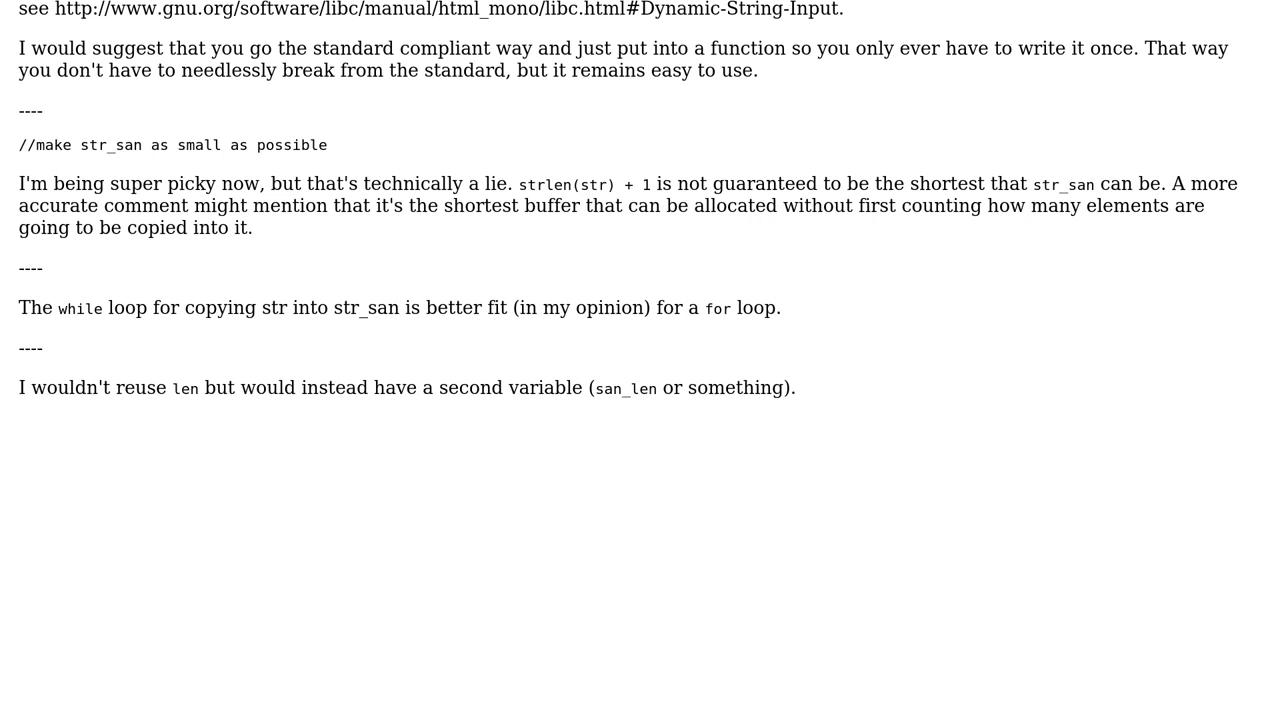 see http://www.gnu.org/software/libc/manual/html_mono/libc.html#Dynamic-String-Input.
I would suggest that you go the standard compliant way and just put into a function so you only ever have to write it once. That way
you don't have to needlessly break from the standard, but it remains easy to use.
----
//make str_san as small as possible
I'm being super picky now, but that's technically a lie. strlen(str) + 1 is not guaranteed to be the shortest that str_san can be. A more
accurate comment might mention that it's the shortest buffer that can be allocated without first counting how many elements are
going to be copied into it.
----
The while loop for copying str into str_san is better fit (in my opinion) for a for loop.
----
I wouldn't reuse len but would instead have a second variable (san_len or something).